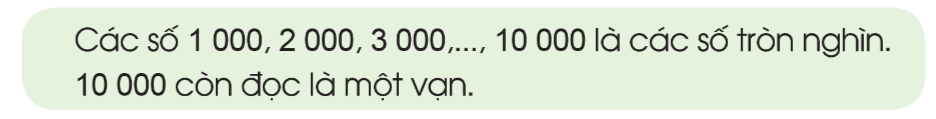 Các số 1 000, 2 000, 3 000,..., 10 000 là các số tròn nghìn.
10 000 còn đọc là một vạn.